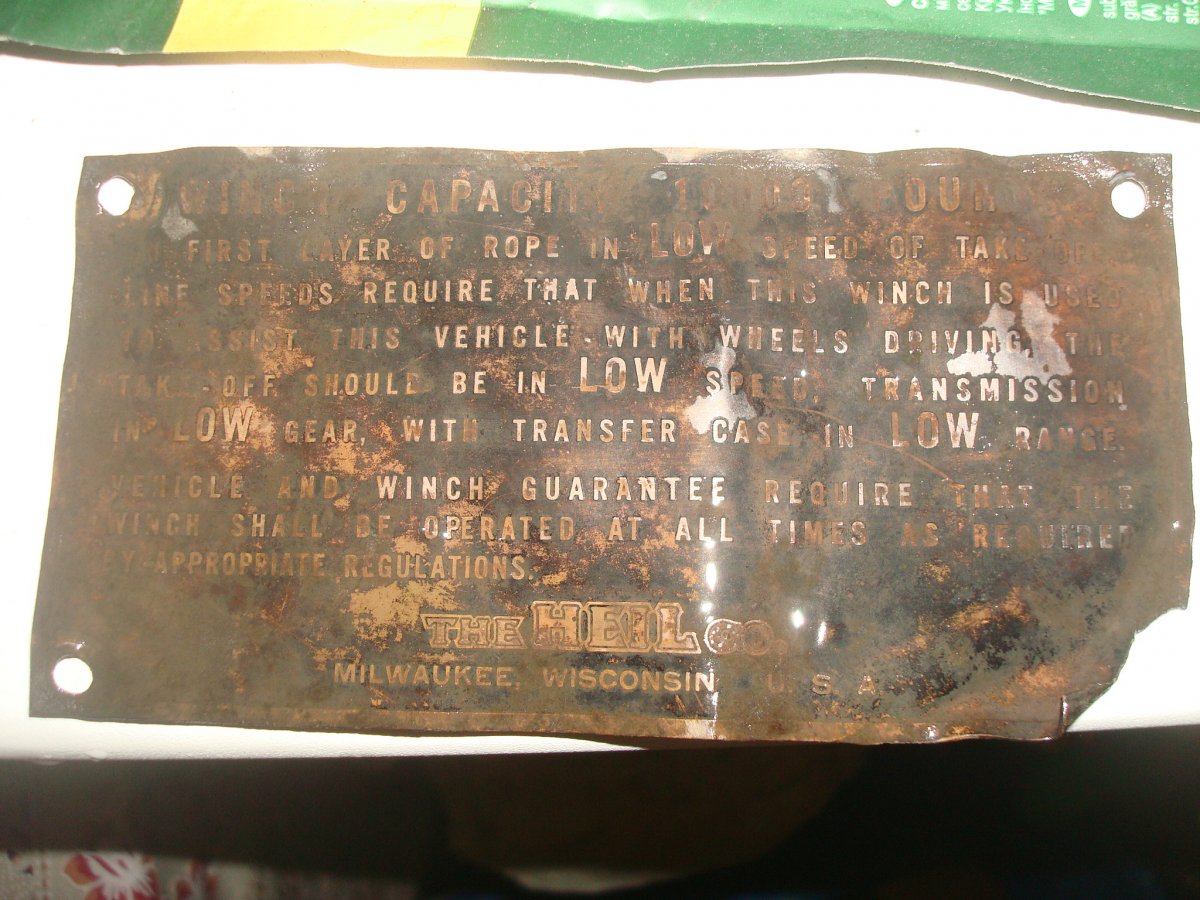 CAPACITY
FIRST LAYER OF ROPE IN LOW SPEED OF TAKE
LINE SPEEDS REQUIRE THAT WHEN THIS WINCH IS USED
THIS VEHICLE WITH WHEELS DRIVING, THE
OFF SHOULD BE IN LOW SPEED, TRANSMISSION
IN LOW GEAR, WITH TRANSFER CASE IN LOW RANGE.
VEHICLE AND WINCH GUARANTEE REQUIRE THAT THE
WINCH SHALL BE OPERATED AT ALL TIMES AS REQUIRED
BY APPROPRIATE REGULATIONS.
THE HEIL CO.
MILWAUKEE, WISCONSIN, U. S. A.